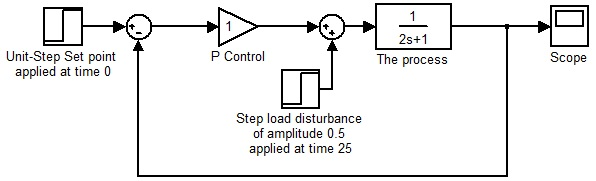 1
1
2s+1
Unit-Step Set point
applied at time 0
P Control
The process
Scope
Step load disturbance
of amplitude 0.5
applied at time 25